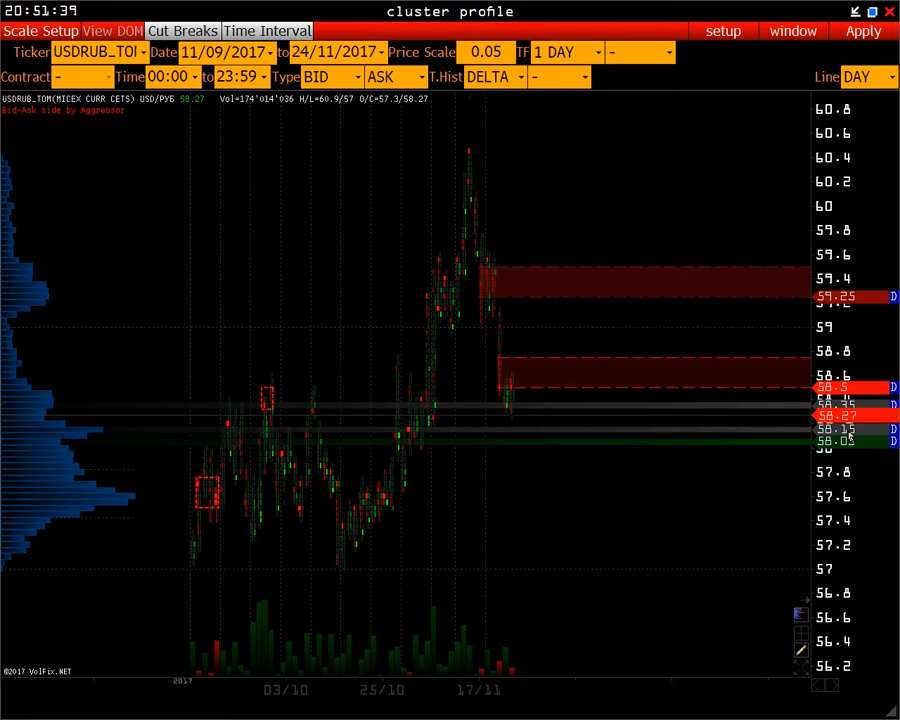 20:51:39 cluster profile
Scale Setup View DOM Cut Breaks Time Interval setup window Apply
Ticker USDRUB_TO Date 11/09/2017 to 24/11/2017 Price Scale 0.05 TF 1 DAY -
Contract - Time 00:00 to 23:59 Type BID ASK T.Hist DELTA - Line DAY
USDRUB_TOM(MICEX CURR CETS) USD/РУБ 58.27 Vol=174'014'036 H/L=60.9/57 O/C=57.3/58.27
Bid-Ask side by Aggressor
60.8
60.6
60.4
60.2
60
59.8
59.6
59.4
59.25 D
59
58.8
58.6
58.5 D
58.35 D
58.27
58.15 D
58.05 D
57.8
57.6
57.4
57.2
57
56.8
56.6
56.4
56.2
©2017 VolFix.NET
2017
03/10 25/10 17/11